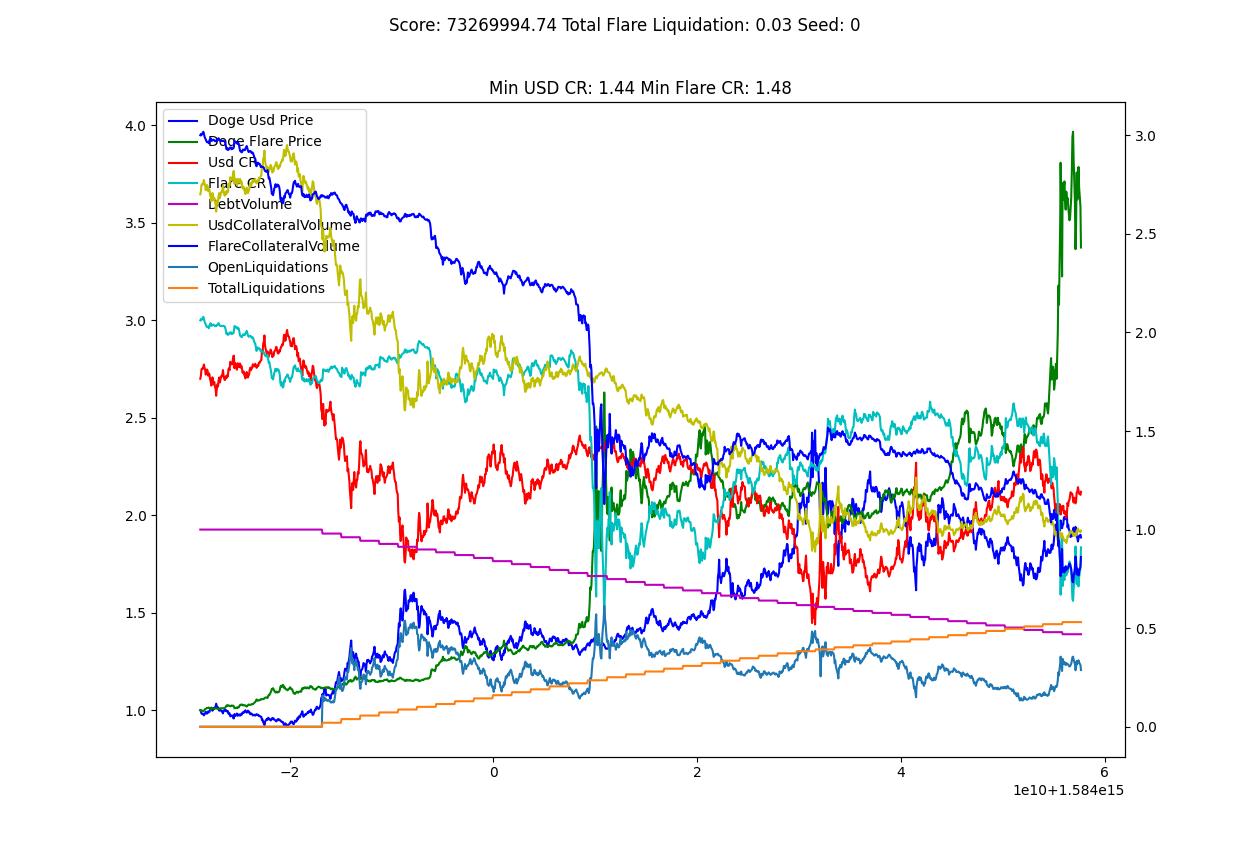 Score: 73269994.74 Total Flare Liquidation: 0.03 Seed: 0
Min USD CR: 1.44 Min Flare CR: 1.48
Doge Usd Price
Doge Flare Price
Usd CR
Flare CR
DebtVolume
UsdCollateralVolume
FlareCollateralVolume
OpenLiquidations
TotalLiquidations
4.0
3.5
3.0
2.5
2.0
1.5
1.0
3.0
2.5
2.0
1.5
1.0
0.5
0.0
−2 0 2 4 6
1e10+1.584e15